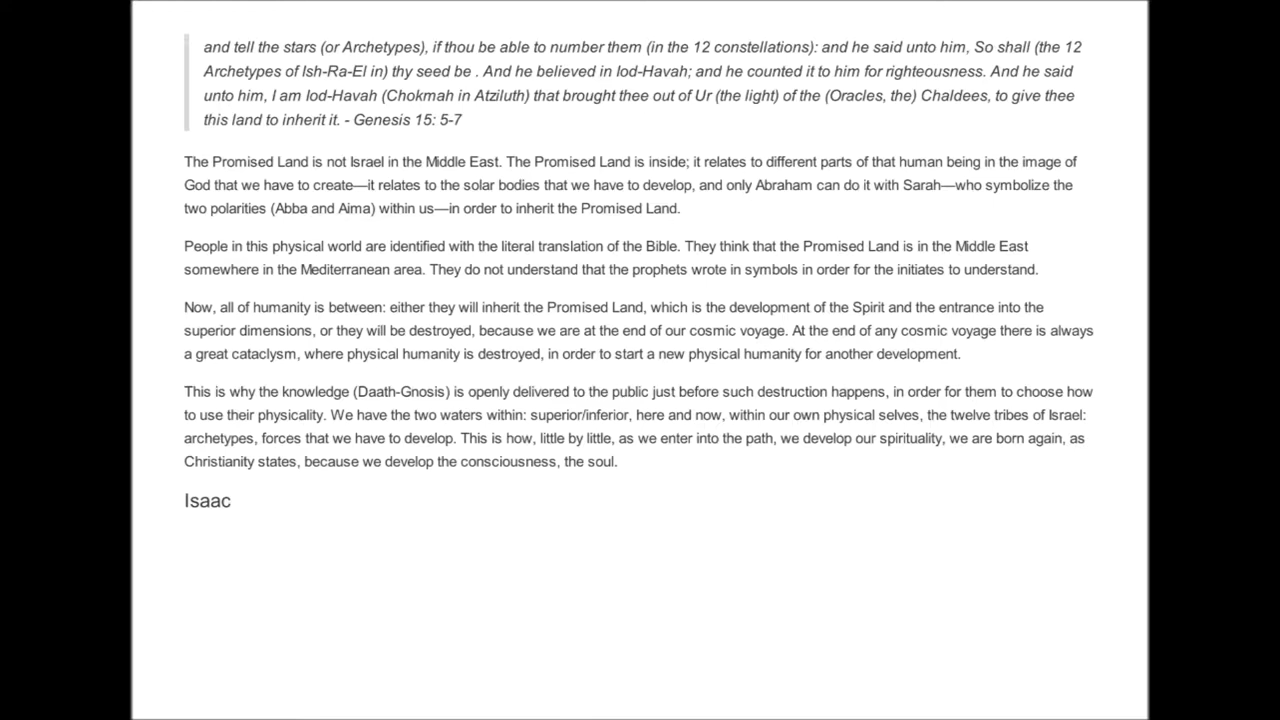 and tell the stars (or Archetypes), if thou be able to number them (in the 12 constellations): and he said unto him, So shall (the 12
Archetypes of Ish-Ra-El in) thy seed be . And he believed in Iod-Havah; and he counted it to him for righteousness. And he said
unto him, I am Iod-Havah (Chokmah in Atziluth) that brought thee out of Ur (the light) of the (Oracles, the) Chaldees, to give thee
this land to inherit it. - Genesis 15: 5-7
The Promised Land is not Israel in the Middle East. The Promised Land is inside; it relates to different parts of that human being in the image of
God that we have to create—it relates to the solar bodies that we have to develop, and only Abraham can do it with Sarah—who symbolize the
two polarities (Abba and Aima) within us—in order to inherit the Promised Land.
People in this physical world are identified with the literal translation of the Bible. They think that the Promised Land is in the Middle East
somewhere in the Mediterranean area. They do not understand that the prophets wrote in symbols in order for the initiates to understand.
Now, all of humanity is between: either they will inherit the Promised Land, which is the development of the Spirit and the entrance into the
superior dimensions, or they will be destroyed, because we are at the end of our cosmic voyage. At the end of any cosmic voyage there is always
a great cataclysm, where physical humanity is destroyed, in order to start a new physical humanity for another development.
This is why the knowledge (Daath-Gnosis) is openly delivered to the public just before such destruction happens, in order for them to choose how
to use their physicality. We have the two waters within: superior/inferior, here and now, within our own physical selves, the twelve tribes of Israel:
archetypes, forces that we have to develop. This is how, little by little, as we enter into the path, we develop our spirituality, we are born again, as
Christianity states, because we develop the consciousness, the soul.
Isaac